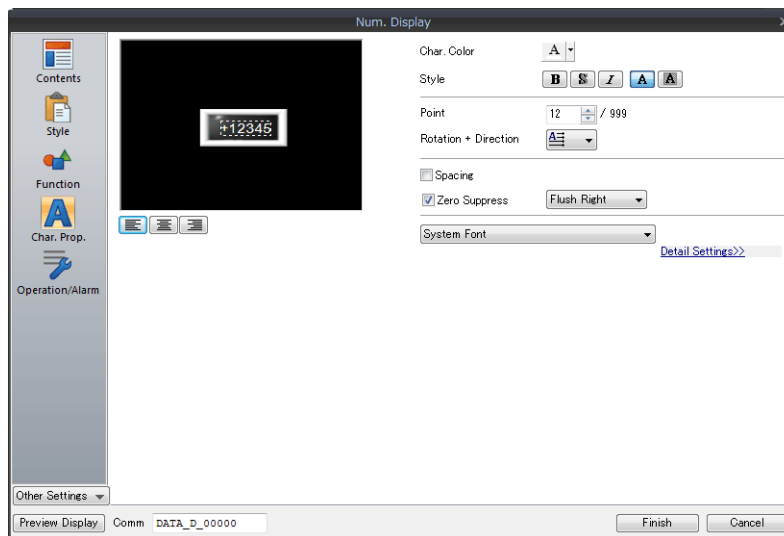 Num. Display
Contents
Style
Function
Char. Prop.
Operation/Alarm
Other Settings
+12345
Char. Color A
Style B S I A A
Point 12 / 999
Rotation + Direction A
Spacing
Zero Suppress Flush Right
System Font
Detail Settings>>
Preview Display Comm DATA_D_00000 Finish Cancel